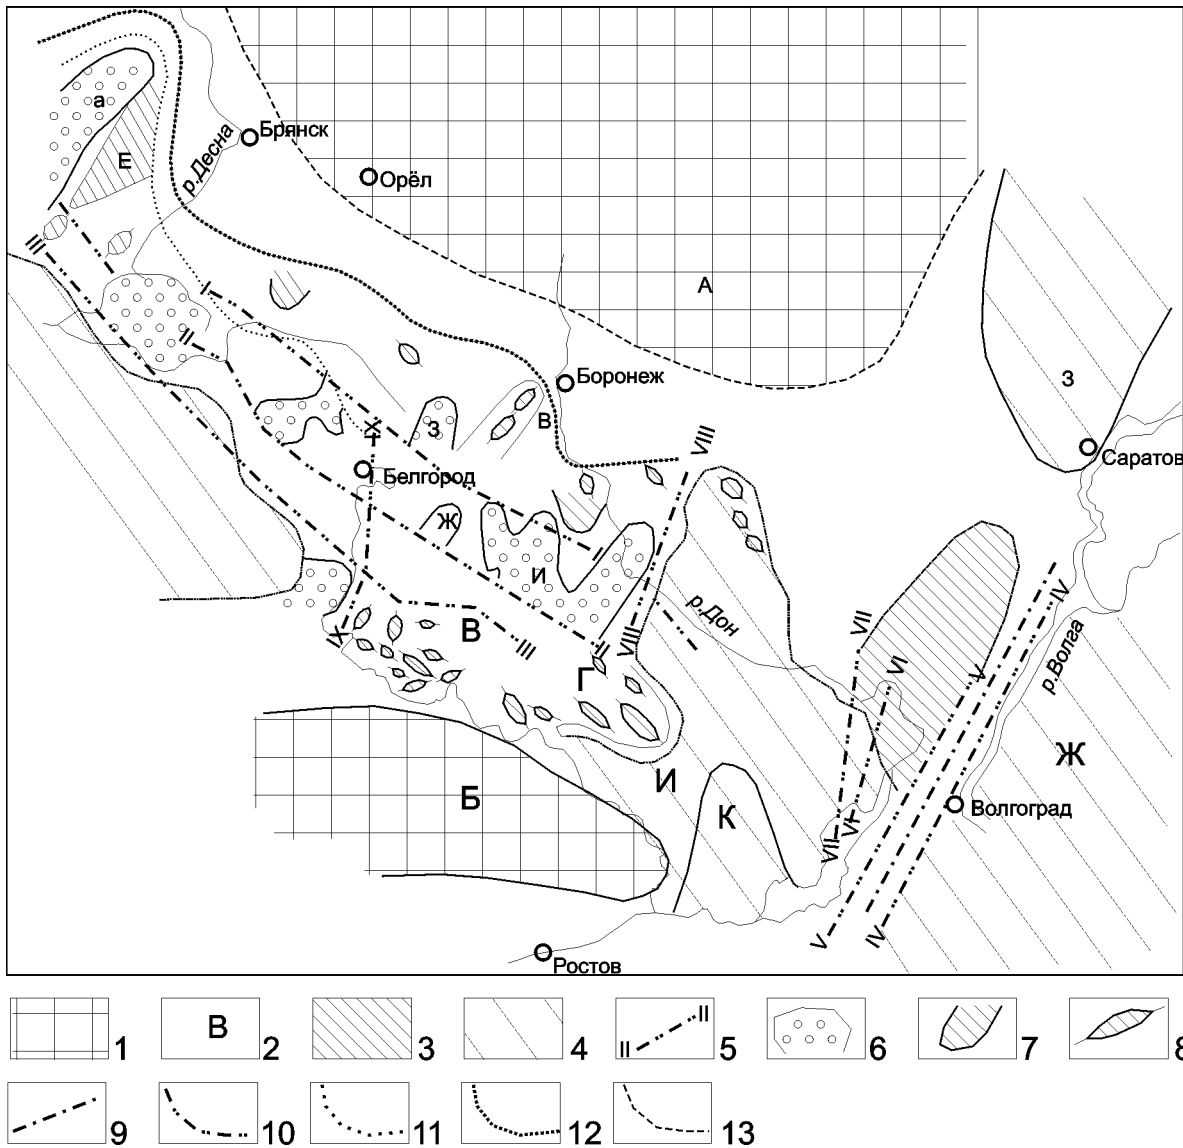 а
Брянск
Е
р.Десна
Орёл
III
I
А
II
З
Боронеж
В
З
X
VIII
Саратов
Белгород
Ж
I
И
р.Дон
VII
IV
X
В
III
VIII
II
VI
V
р.Волга
Г
И
Ж
Б
К
Волгоград
VII
VI
V
IV
Ростов
1
В
2
3
4
II
II
5
6
7
8
9
10
11
12
13